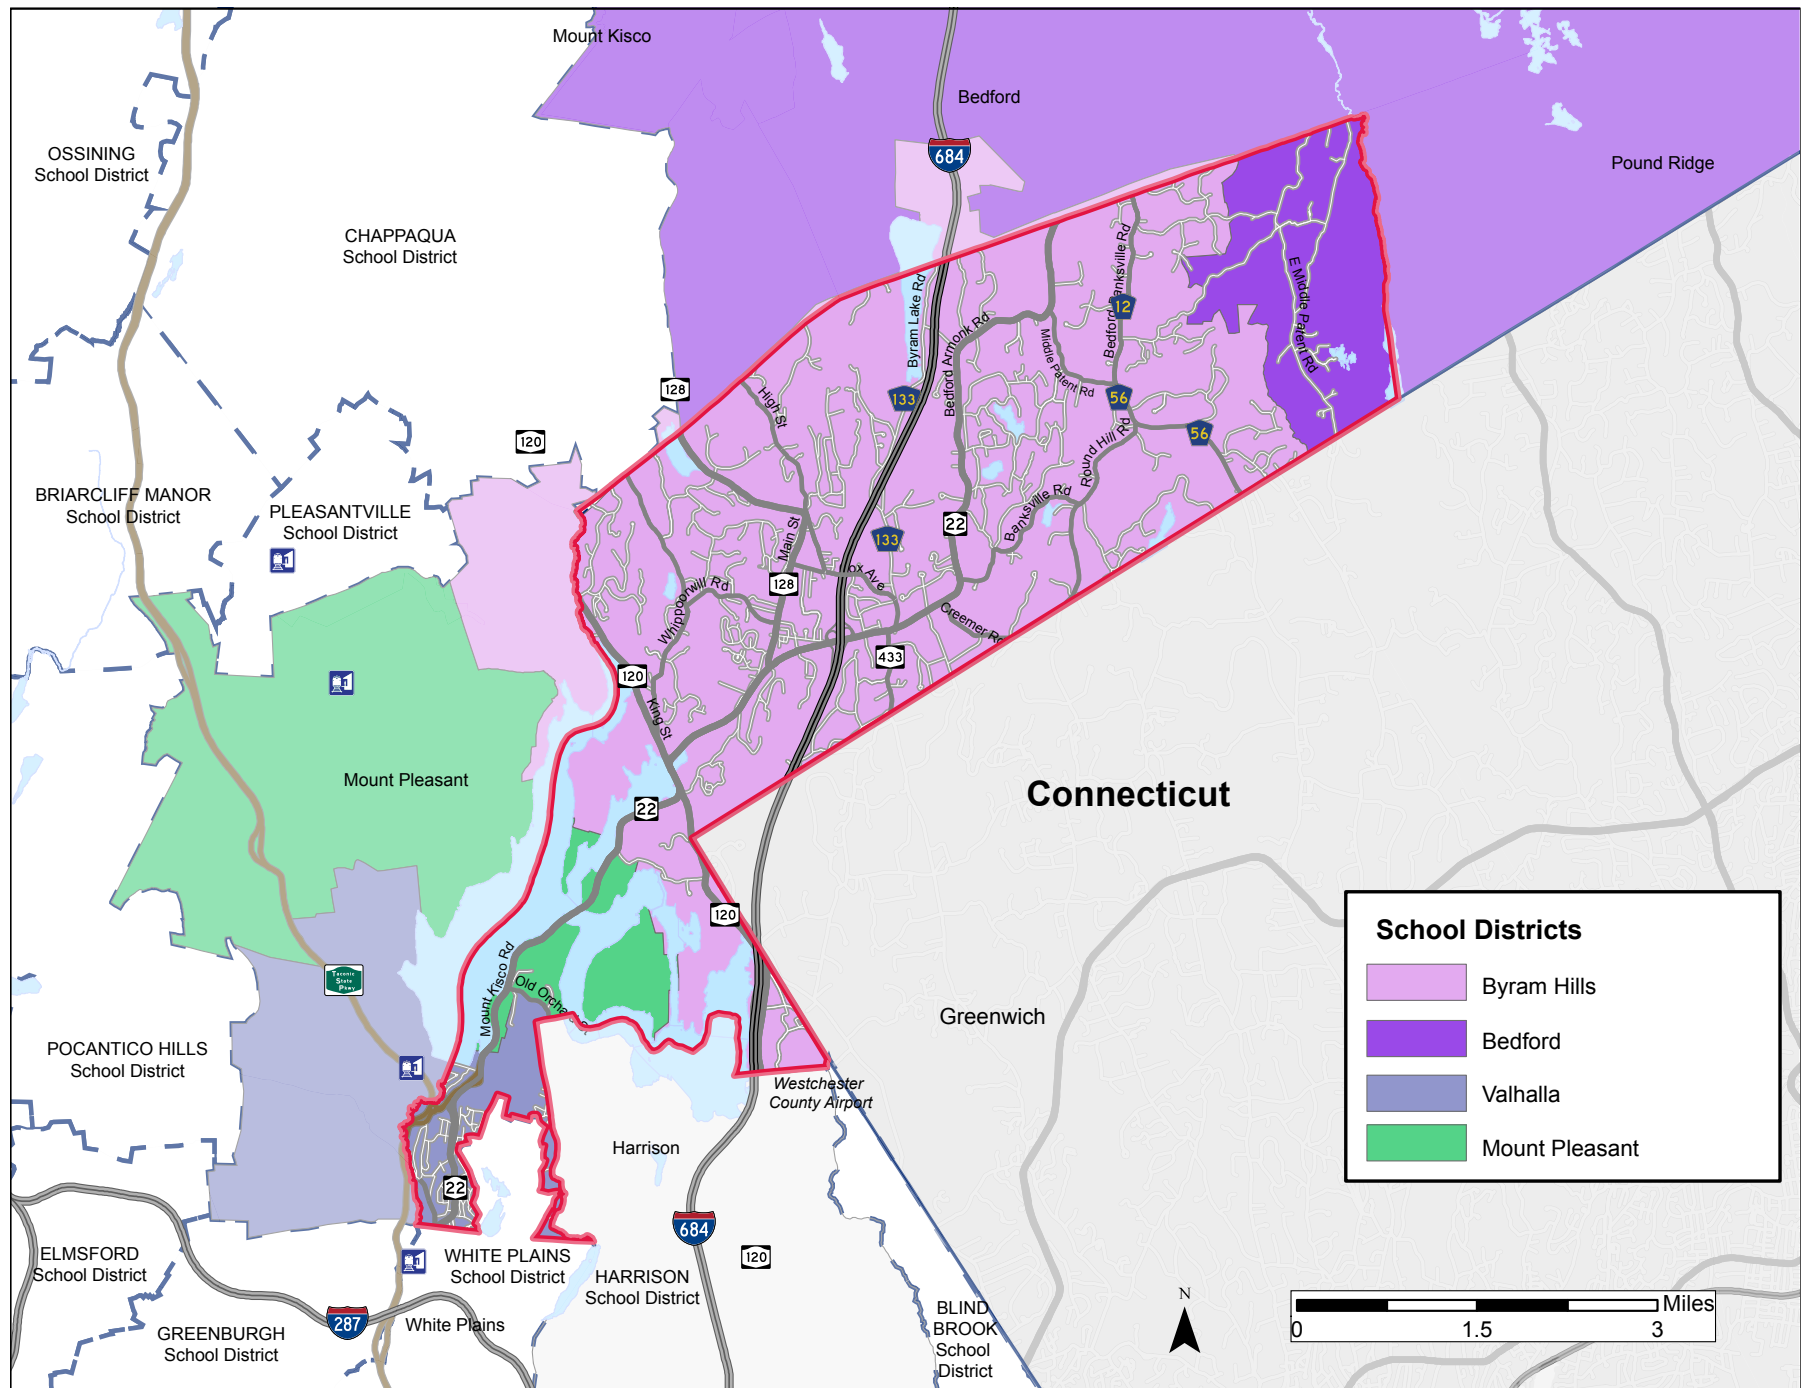 Mount Kisco
Bedford
684
Pound Ridge
OSSINING
School District
CHAPPAQUA
School District
Byram Lake Rd
Bedford Armonk Rd
Bedford Banksville Rd
12
E Middle Patent Rd
Middle Patent Rd
128
133
56
56
High St
120
Round Hill Rd
BRIARCLIFF MANOR
School District
PLEASANTVILLE
School District
Main St
133
22
Banksville Rd
128
Whippoorwill Rd
Creemer Rd
433
120
King St
Mount Pleasant
22
Connecticut
120
Mount Kisco Rd
Taconic
State
Pkwy
Greenwich
School Districts
Byram Hills
Bedford
Valhalla
Mount Pleasant
POCANTICO HILLS
School District
Westchester
County Airport
Harrison
22
684
120
ELMSFORD
School District
WHITE PLAINS
School District
HARRISON
School District
287
White Plains
GREENBURGH
School District
BLIND
BROOK
School
District
N
Miles
0
1.5
3